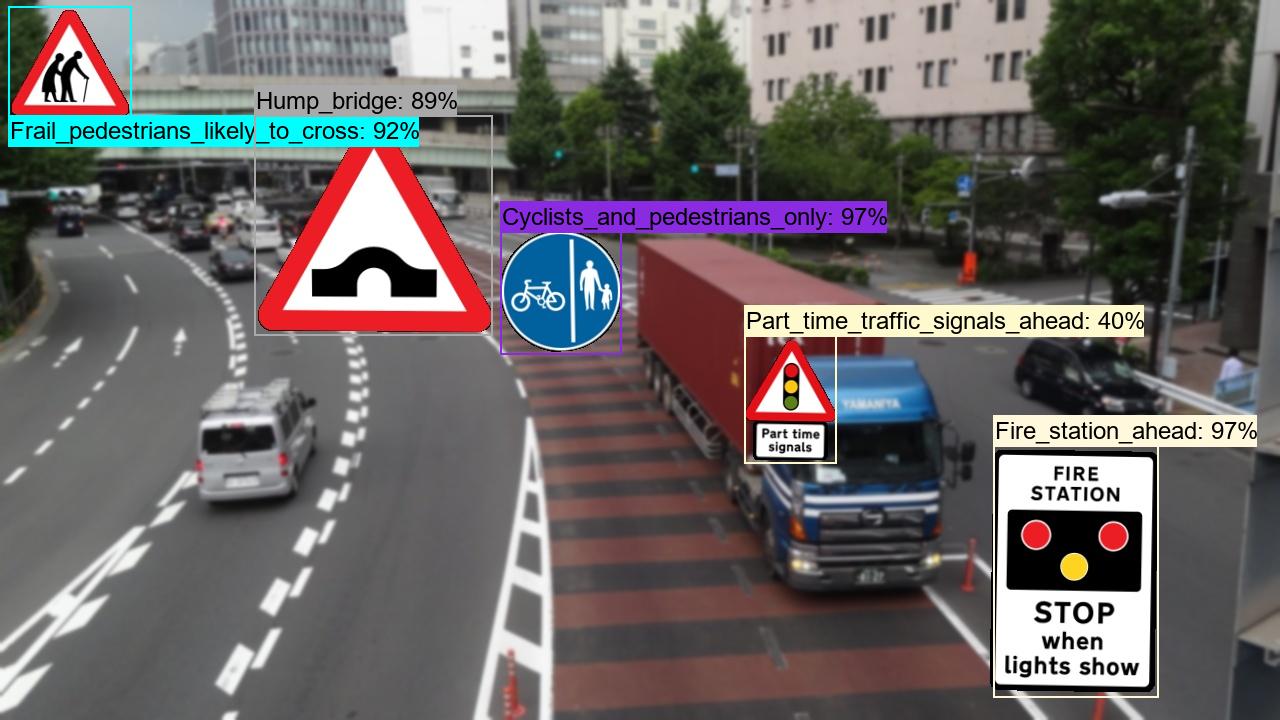 Hump_bridge: 89%
Frail_pedestrians_likely_to_cross: 92%
Cyclists_and_pedestrians_only: 97%
Part_time_traffic_signals_ahead: 40%
YAMANIYA
Part time
signals
Fire_station_ahead: 97%
FIRE
STATION
STOP
when
lights show